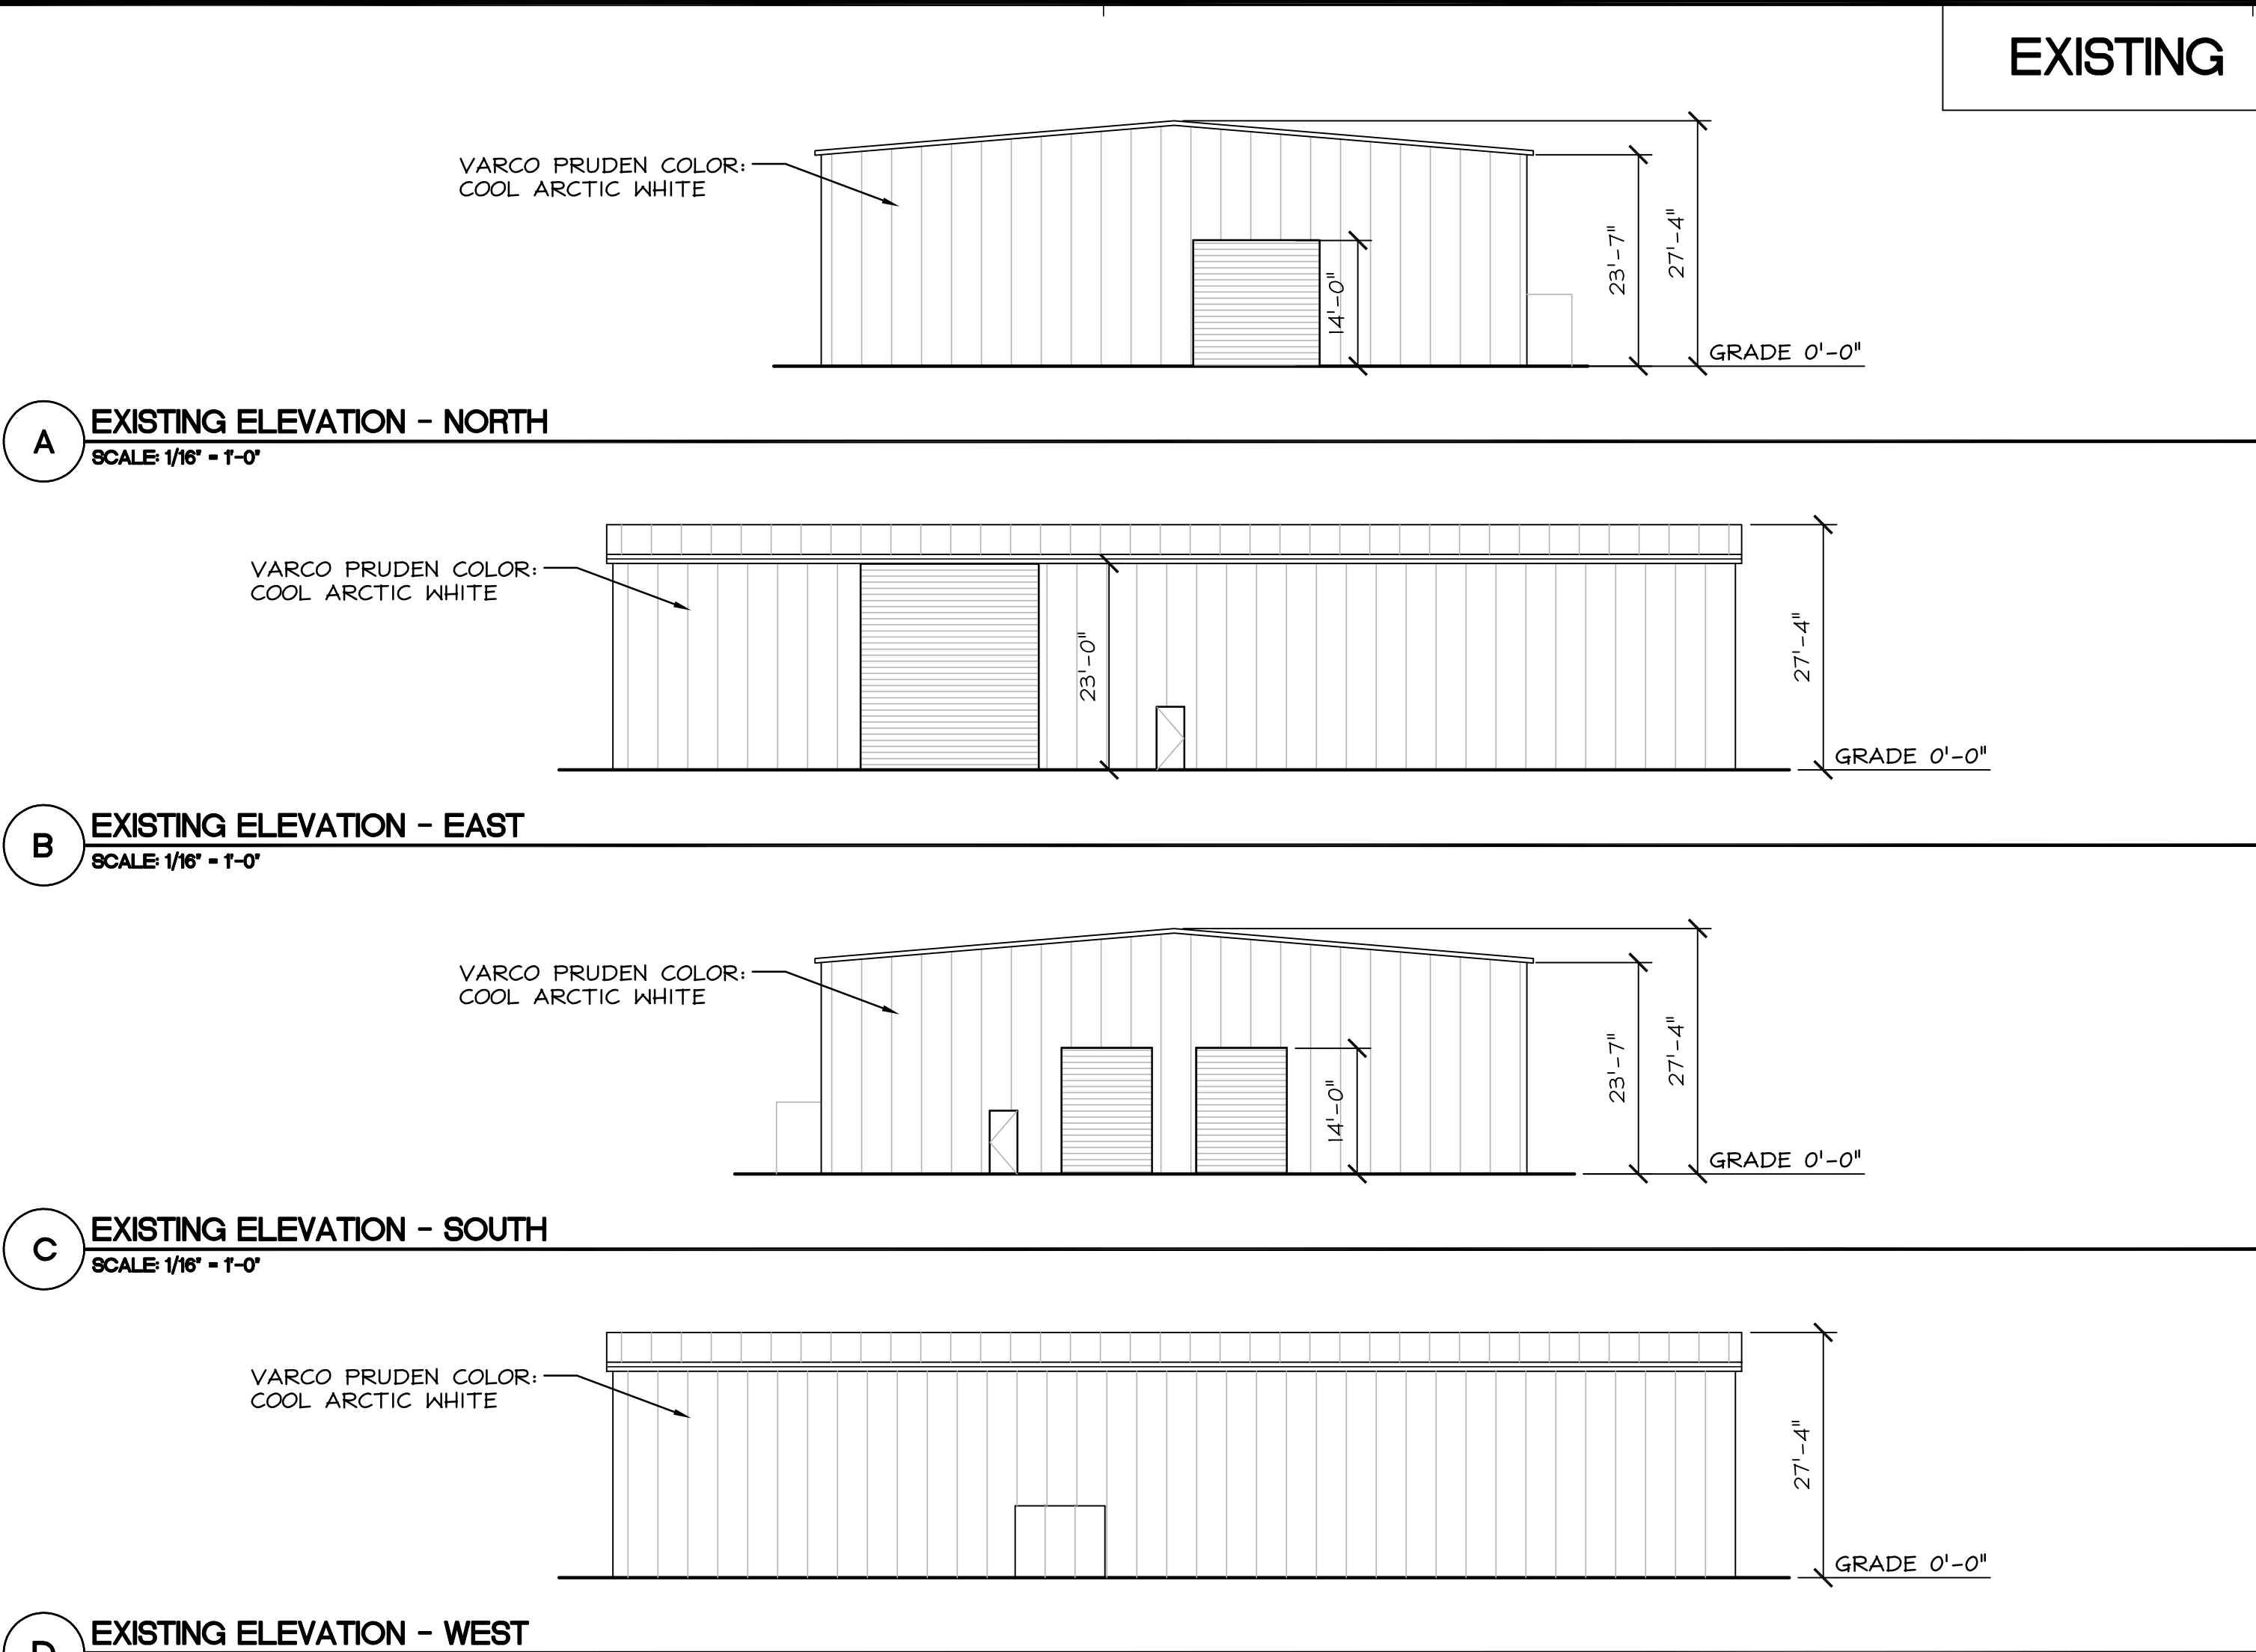 EXISTING
VARCO PRUDEN COLOR:
COOL ARCTIC WHITE
14'-0"
23'-7"
27'-4"
GRADE 0'-0"
A
EXISTING ELEVATION - NORTH
SCALE: 1/16" = 1'-0"
VARCO PRUDEN COLOR:
COOL ARCTIC WHITE
23'-0"
27'-4"
GRADE 0'-0"
B
EXISTING ELEVATION - EAST
SCALE: 1/16" = 1'-0"
VARCO PRUDEN COLOR:
COOL ARCTIC WHITE
14'-0"
23'-7"
27'-4"
GRADE 0'-0"
C
EXISTING ELEVATION - SOUTH
SCALE: 1/16" = 1'-0"
VARCO PRUDEN COLOR:
COOL ARCTIC WHITE
27'-4"
GRADE 0'-0"
D
EXISTING ELEVATION - WEST